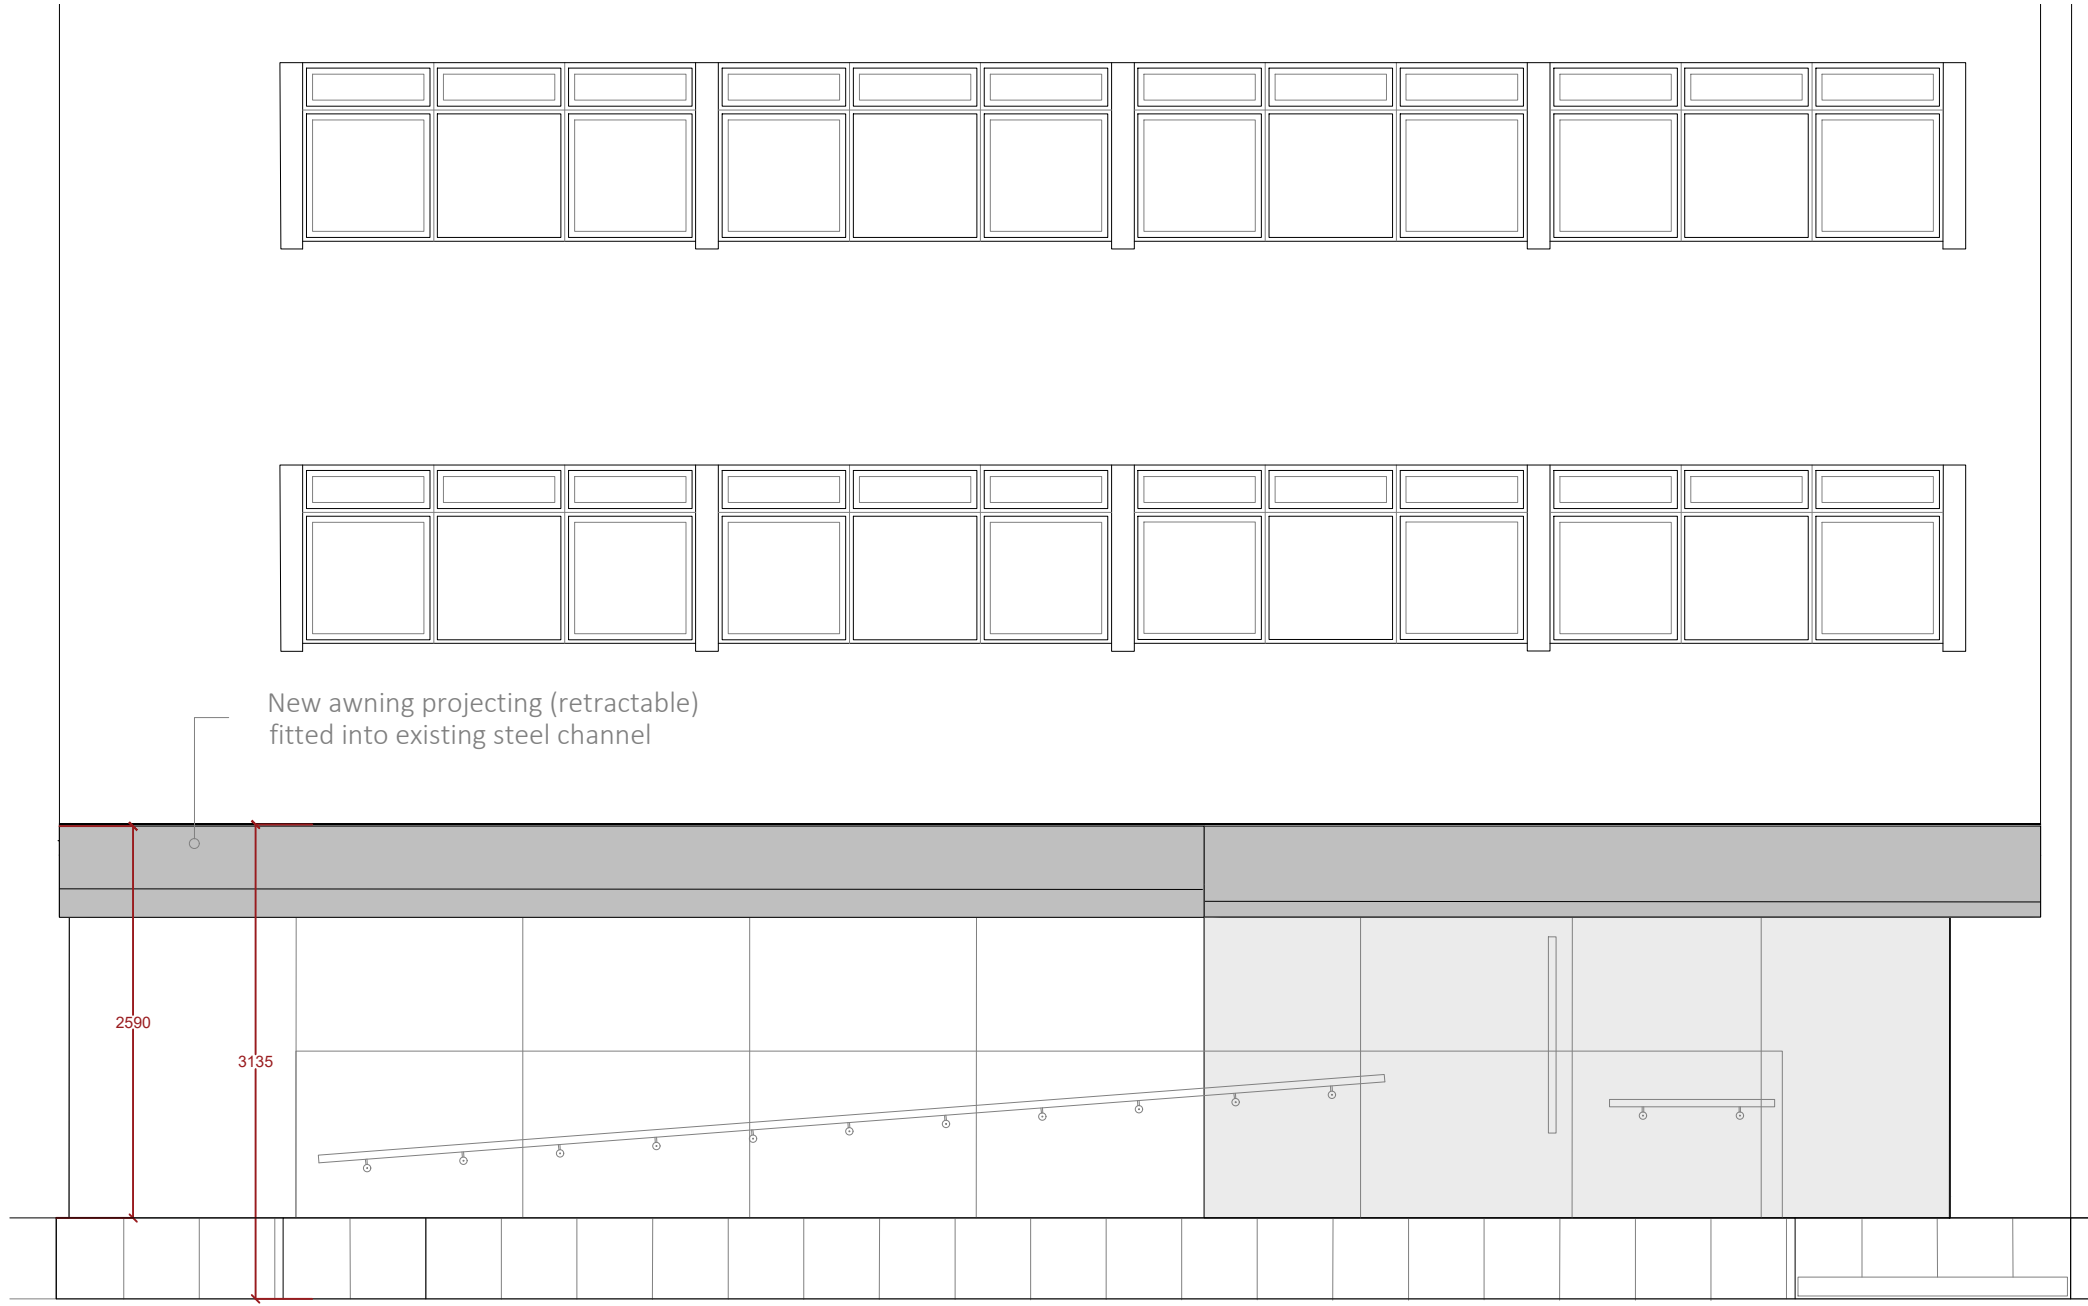 New awning projecting (retractable)
fitted into existing steel channel
2590
3135